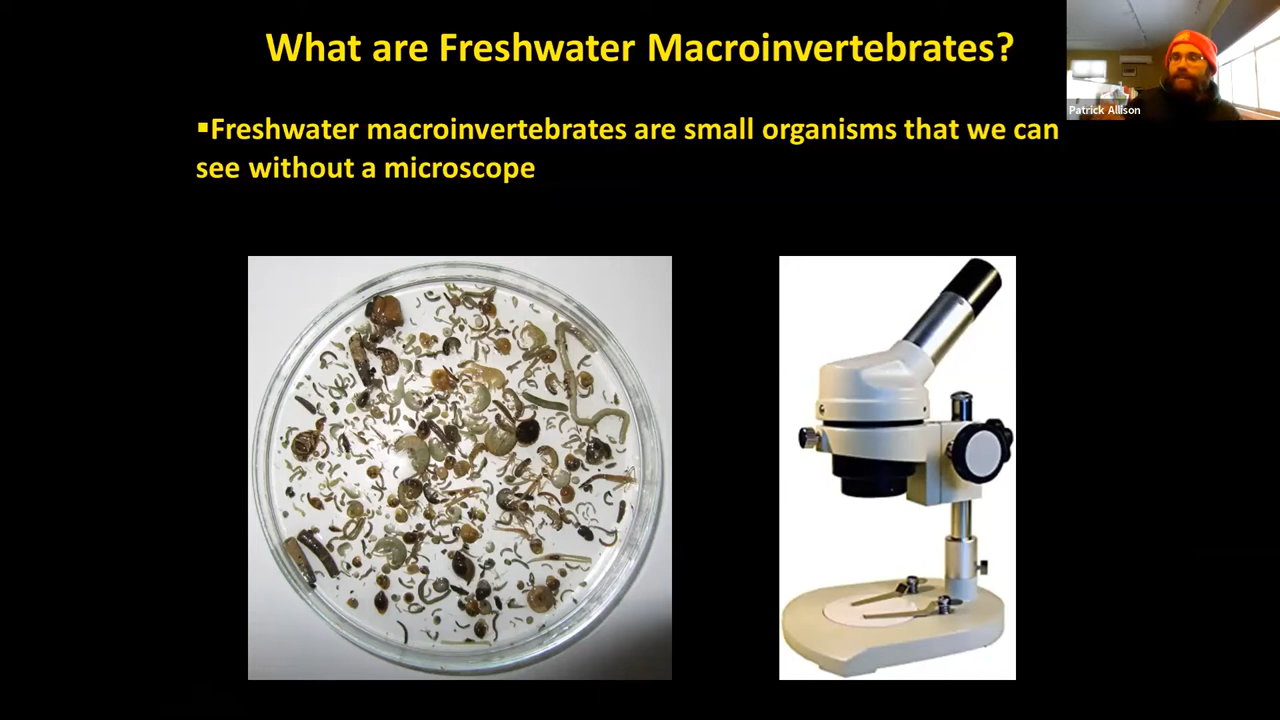 What are Freshwater Macroinvertebrates?
Patrick Allison
▪Freshwater macroinvertebrates are small organisms that we can
see without a microscope